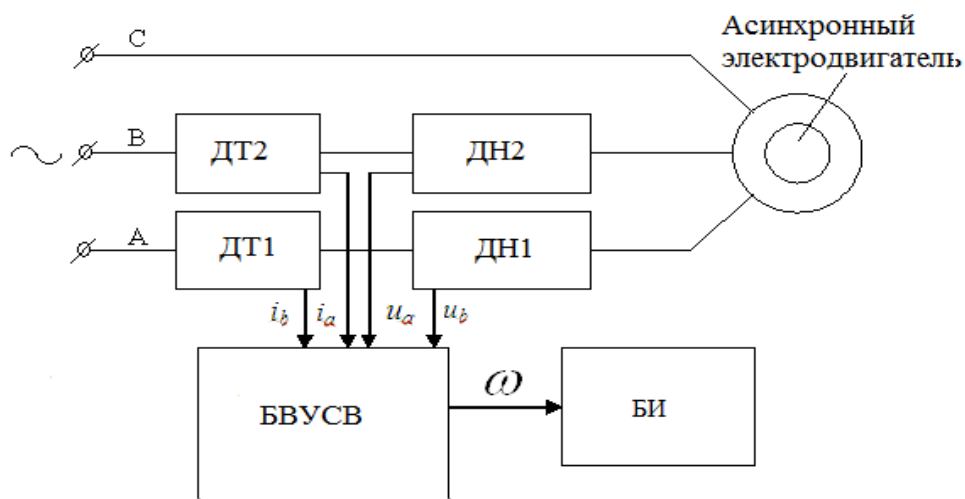 C
Асинхронный
электродвигатель
B
ДТ2
ДН2
A
ДТ1
ДН1
i_b i_a u_a u_b
ω
БВУСВ
БИ